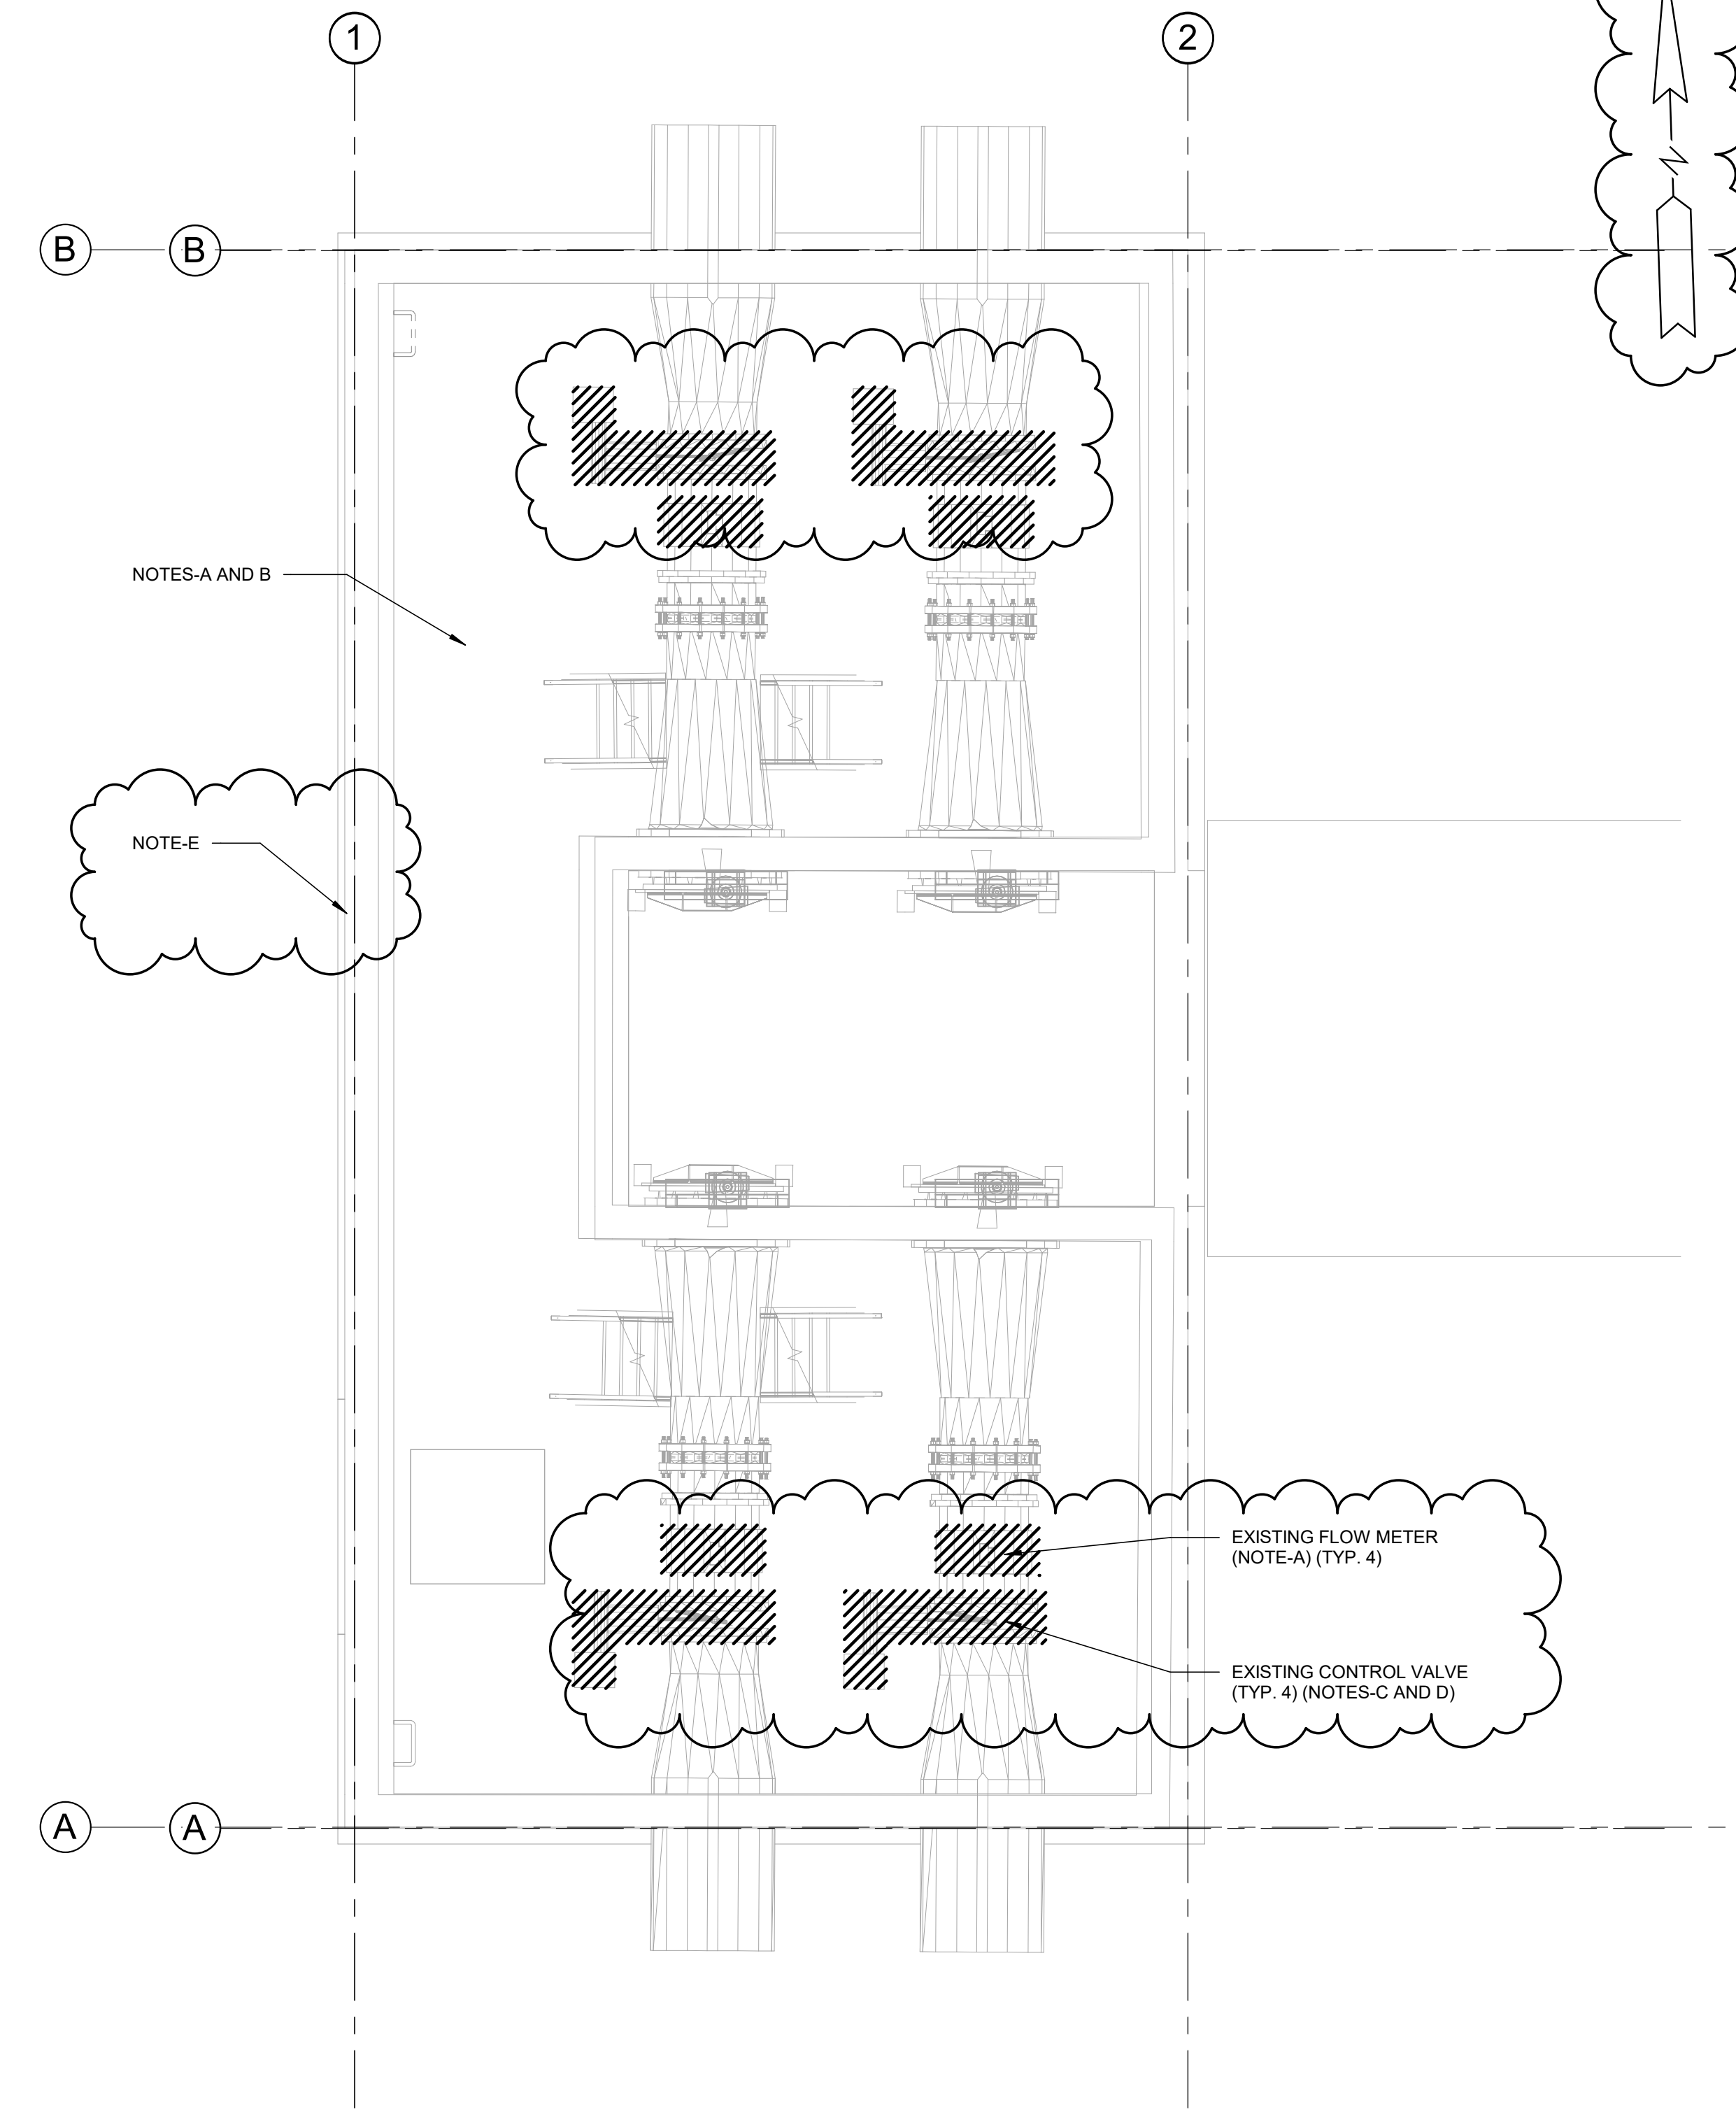 1
2
B
B
NOTES-A AND B
NOTE-E
EXISTING FLOW METER
(NOTE-A) (TYP. 4)
EXISTING CONTROL VALVE
(TYP. 4) (NOTES-C AND D)
A
A